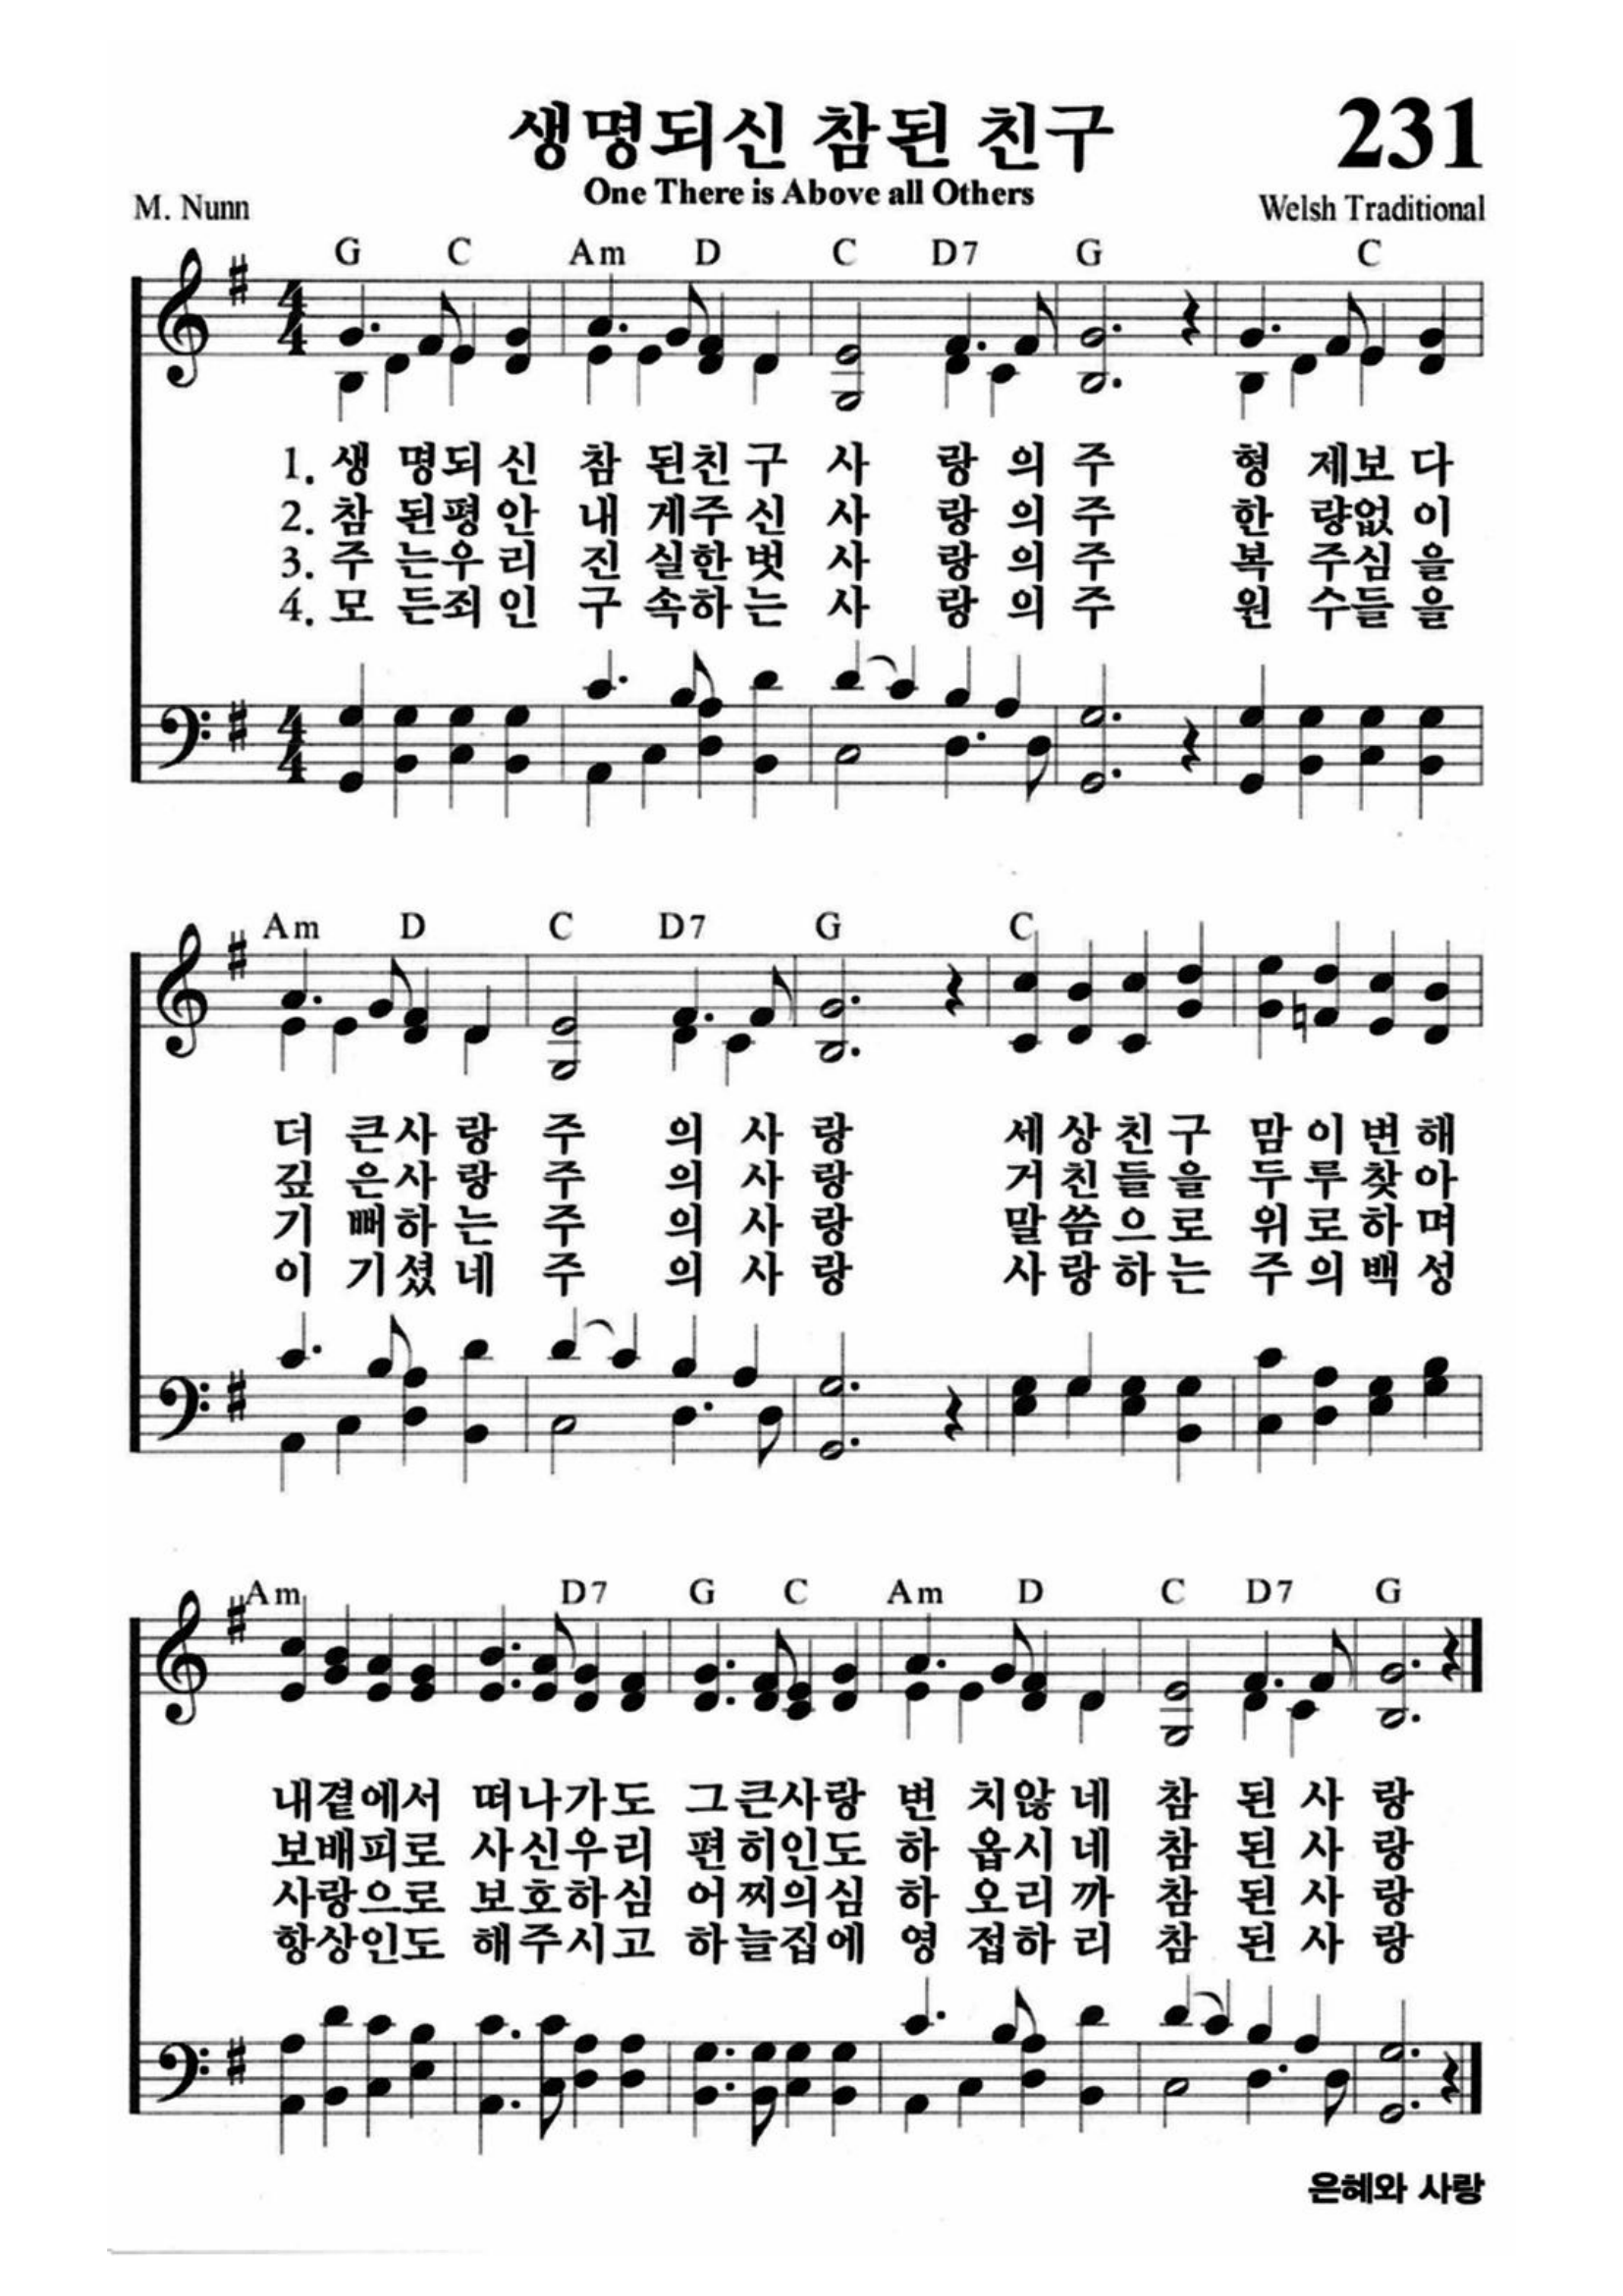 생명되신 참된 친구
231
One There is Above all Others
M. Nunn
Welsh Traditional
G C Am D C D7 G C
1. 생 명되 신 참 된친 구 사 랑 의 주 형 제보 다
2. 참 된평 안 내 게주 신 사 랑 의 주 한 량없 이
3. 주 는우 리 진 실한 벗 사 랑 의 주 복 주심 을
4. 모 든죄 인 구 속하 는 사 랑 의 주 원 수들 을
Am D C D7 G C
더 큰사 랑 주 의 사 랑 세상친구 맘이변해
깊 은사 랑 주 의 사 랑 거친들을 두루찾아
기 뻐하 는 주 의 사 랑 말씀으로 위로하며
이 기셨 네 주 의 사 랑 사랑하는 주의백성
Am D7 G C Am D C D7 G
내곁에서 떠나가도 그큰사랑 변 치않 네 참 된 사 랑
보배피로 사신우리 편히인도 하 옵시 네 참 된 사 랑
사랑으로 보호하심 어찌의심 하 오리 까 참 된 사 랑
항상인도 해주시고 하늘집에 영 접하 리 참 된 사 랑
은혜와 사랑